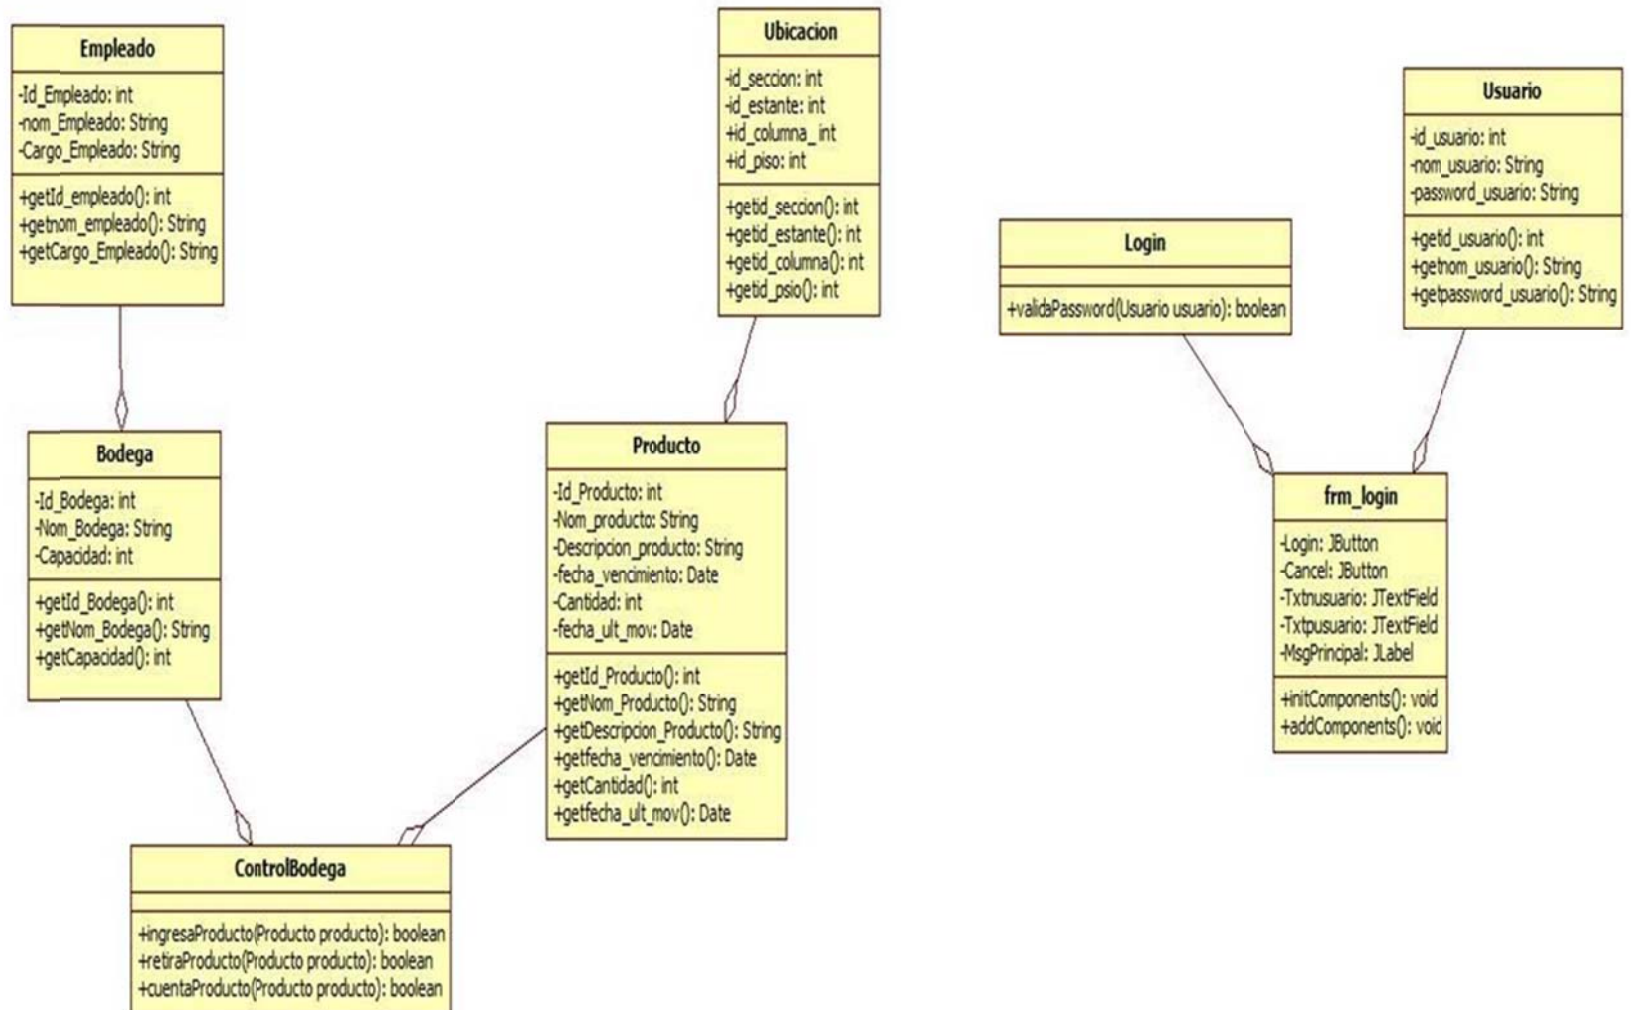 Empleado
-Id_Empleado: int
-nom_Empleado: String
-Cargo_Empleado: String
+getId_empleado(): int
+getnom_empleado(): String
+getCargo_Empleado(): String
Ubicacion
-id_seccion: int
-id_estante: int
+id_columna_ int
+id_piso: int
+getid_seccion(): int
+getid_estante(): int
+getid_columna(): nt
+getid_psio(): int
Login
+validaPassword(Usuario usuario): boolean
Usuario
-id_usuario: int
-nom_usuario: String
-password_usuario: String
+getid_usuario(): int
+getnom_usuario(): String
+getpassword_usuario(): String
Bodega
-Id_Bodega: int
-Nom_Bodega: String
-Capacidad: int
+getId_Bodega(): int
+getNom_Bodega(): String
+getCapacidad(): int
Producto
-Id_Producto: int
-Nom_producto: String
-Descripcion_producto: String
-fecha_vencimiento: Date
-Cantidad: int
-fecha_ult_mov: Date
+getId_Producto(): int
+getNom_Producto(): String
+getDescripcion_Producto(): String
+getfecha_vercimiento(): Date
+getCantidad(): int
+getfecha_ult_mov(): Date
frm_login
-Login: JButton
-Cancel: JButton
-Txtnusuario: JTextField
-Txtpusuario: JTextField
-MsgPrincipal: JLabel
+initComponents(): void
+addComponents(): void
ControlBodega
+ingresaProducto(Producto producto): boolean
+retiraProducto(Producto producto): boolean
+cuentaProducto(Producto producto): boolean